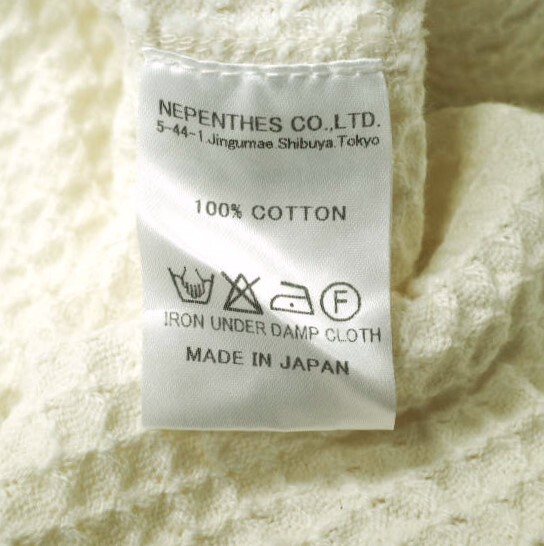 NEPENTHES CO.,LTD.
5-44-1.Jingumae.Shibuya.Tokyo
100% COTTON
F
IRON UNDER DAMP CLOTH
MADE IN JAPAN